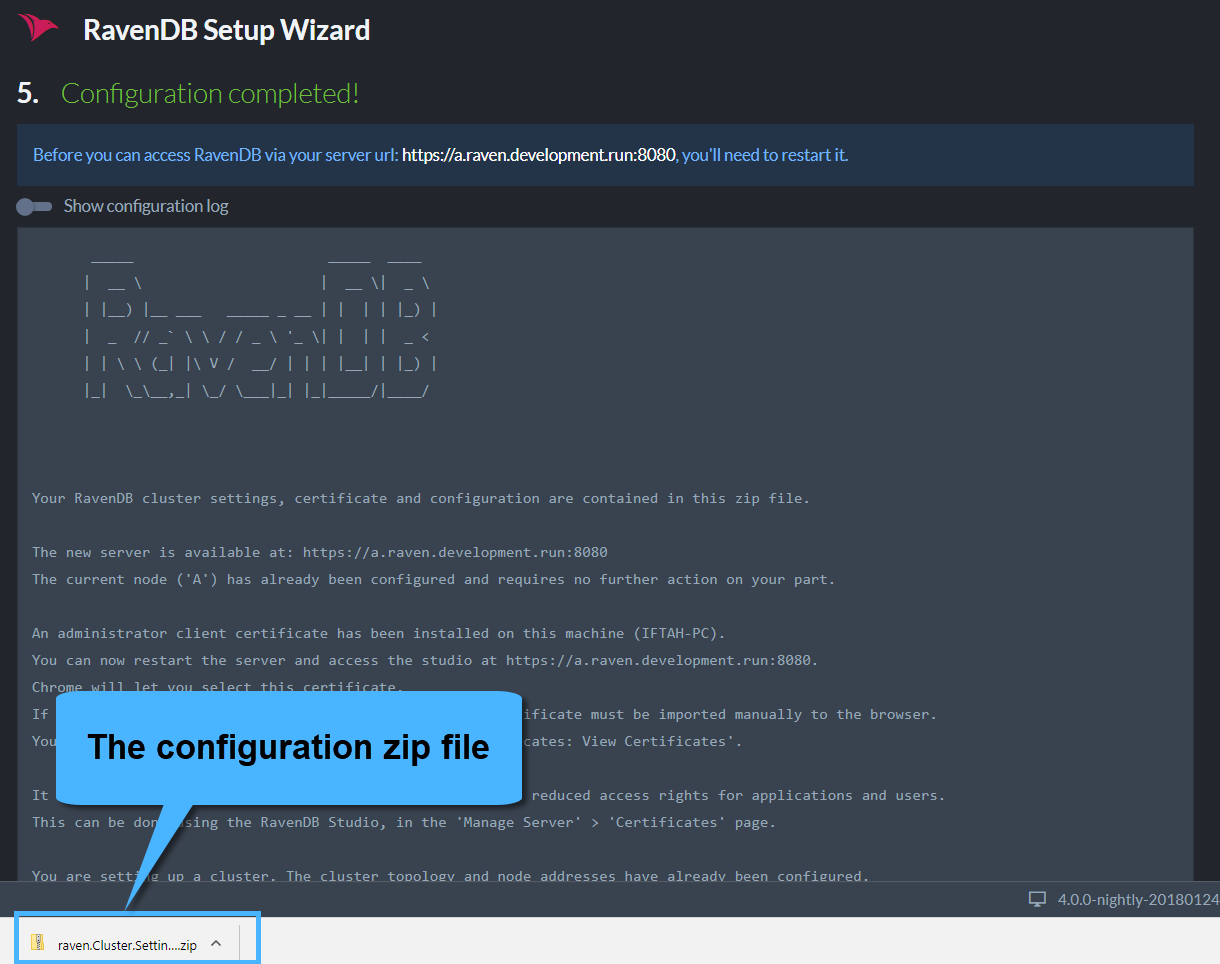 RavenDB Setup Wizard
5. Configuration completed!
Before you can access RavenDB via your server url: https://a.raven.development.run:8080, you'll need to restart it.
Show configuration log
Your RavenDB cluster settings, certificate and configuration are contained in this zip file.
The new server is available at: https://a.raven.development.run:8080
The current node ('A') has already been configured and requires no further action on your part.
An administrator client certificate has been installed on this machine (IFTAH-PC).
You can now restart the server and access the studio at https://a.raven.development.run:8080.
Chrome will let you select this certificate.
If ificate must be imported manually to the browser.
You cates: View Certificates'.
The configuration zip file
It reduced access rights for applications and users.
This can be done using the RavenDB Studio, in the 'Manage Server' > 'Certificates' page.
You are setting up a cluster. The cluster topology and node addresses have already been configured.
4.0.0-nightly-20180124
raven.Cluster.Settin....zip